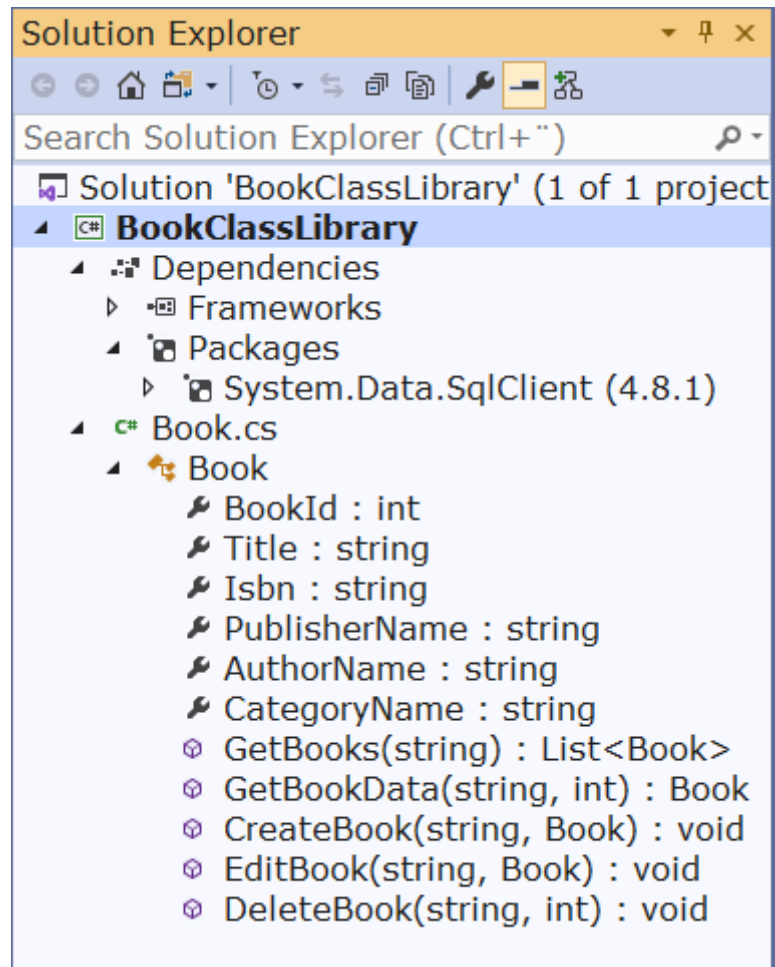 Solution Explorer
Search Solution Explorer (Ctrl+¨)
Solution 'BookClassLibrary' (1 of 1 project
C# BookClassLibrary
Dependencies
Frameworks
Packages
System.Data.SqlClient (4.8.1)
C# Book.cs
Book
BookId : int
Title : string
Isbn : string
PublisherName : string
AuthorName : string
CategoryName : string
GetBooks(string) : List<Book>
GetBookData(string, int) : Book
CreateBook(string, Book) : void
EditBook(string, Book) : void
DeleteBook(string, int) : void